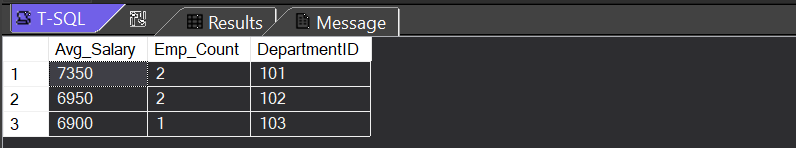 T-SQL Results Message
Avg_Salary Emp_Count DepartmentID
1 7350 2 101
2 6950 2 102
3 6900 1 103